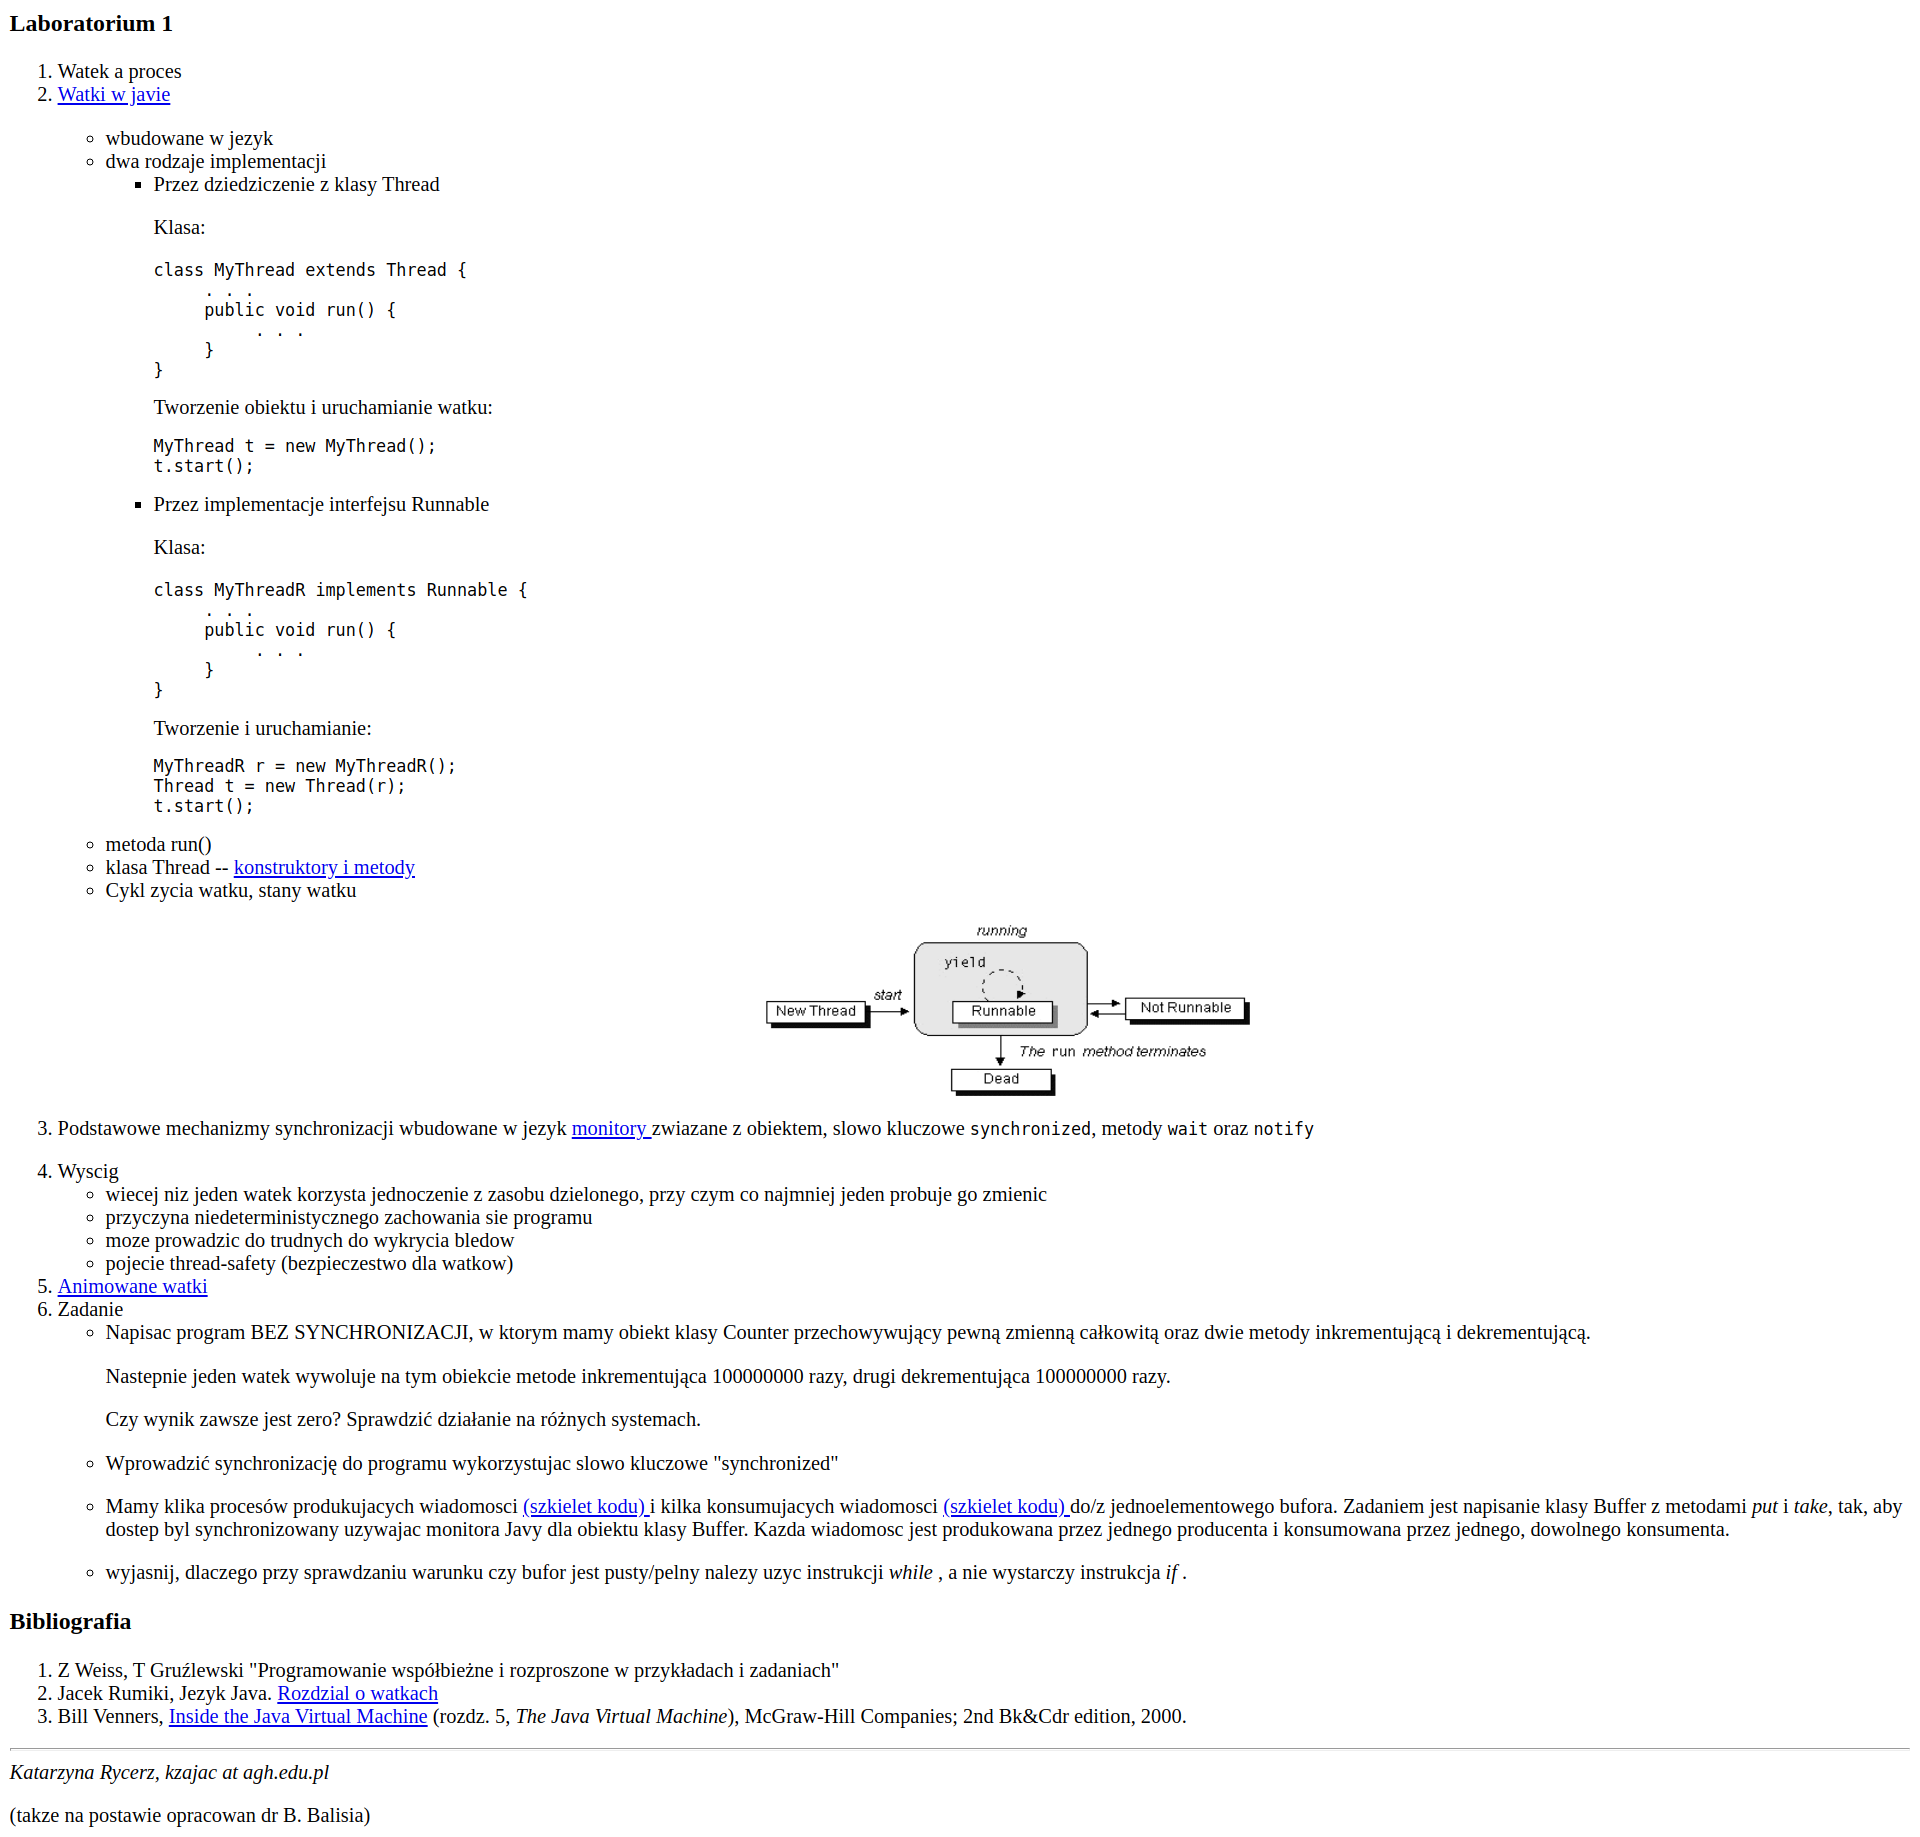 Laboratorium 1
1. Watek a proces
2. Watki w javie
wbudowane w jezyk
dwa rodzaje implementacji
Przez dziedziczenie z klasy Thread
Klasa:
class MyThread extends Thread {
. . .
public void run() {
. . .
}
}
Tworzenie obiektu i uruchamianie watku:
MyThread t = new MyThread();
t.start();
Przez implementacje interfejsu Runnable
Klasa:
class MyThreadR implements Runnable {
. . .
public void run() {
. . .
}
}
Tworzenie i uruchamianie:
MyThreadR r = new MyThreadR();
Thread t = new Thread(r);
t.start();
metoda run()
klasa Thread -- konstruktory i metody
Cykl zycia watku, stany watku
running
yield
start
New Thread
Runnable
Not Runnable
The run method terminates
Dead
3. Podstawowe mechanizmy synchronizacji wbudowane w jezyk monitory zwiazane z obiektem, slowo kluczowe synchronized, metody wait oraz notify
4. Wyscig
wiecej niz jeden watek korzysta jednoczenie z zasobu dzielonego, przy czym co najmniej jeden probuje go zmienic
przyczyna niedeterministycznego zachowania sie programu
moze prowadzic do trudnych do wykrycia bledow
pojecie thread-safety (bezpieczestwo dla watkow)
5. Animowane watki
6. Zadanie
Napisac program BEZ SYNCHRONIZACJI, w ktorym mamy obiekt klasy Counter przechowywujący pewną zmienną całkowitą oraz dwie metody inkrementującą i dekrementującą.
Nastepnie jeden watek wywoluje na tym obiekcie metode inkrementująca 100000000 razy, drugi dekrementująca 100000000 razy.
Czy wynik zawsze jest zero? Sprawdzić działanie na różnych systemach.
Wprowadzić synchronizację do programu wykorzystujac slowo kluczowe "synchronized"
Mamy klika procesów produkujacych wiadomosci (szkielet kodu) i kilka konsumujacych wiadomosci (szkielet kodu) do/z jednoelementowego bufora. Zadaniem jest napisanie klasy Buffer z metodami put i take, tak, aby
dostep byl synchronizowany uzywajac monitora Javy dla obiektu klasy Buffer. Kazda wiadomosc jest produkowana przez jednego producenta i konsumowana przez jednego, dowolnego konsumenta.
wyjasnij, dlaczego przy sprawdzaniu warunku czy bufor jest pusty/pelny nalezy uzyc instrukcji while , a nie wystarczy instrukcja if .
Bibliografia
1. Z Weiss, T Gruźlewski "Programowanie współbieżne i rozproszone w przykładach i zadaniach"
2. Jacek Rumiki, Jezyk Java. Rozdzial o watkach
3. Bill Venners, Inside the Java Virtual Machine (rozdz. 5, The Java Virtual Machine), McGraw-Hill Companies; 2nd Bk&Cdr edition, 2000.
Katarzyna Rycerz, kzajac at agh.edu.pl
(takze na postawie opracowan dr B. Balisia)